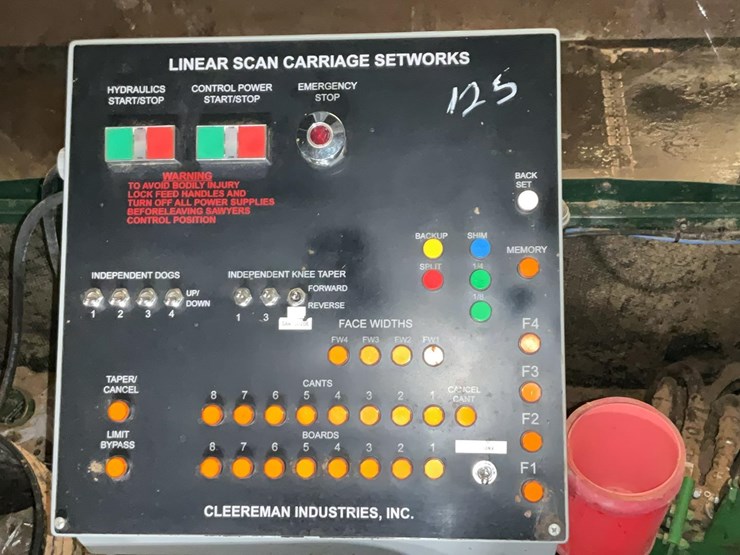 LINEAR SCAN CARRIAGE SETWORKS
HYDRAULICS
START/STOP
CONTROL POWER
START/STOP
EMERGENCY
STOP
125
WARNING
TO AVOID BODILY INJURY
LOCK FEED HANDLES AND
TURN OFF ALL POWER SUPPLIES
BEFORELEAVING SAWYERS
CONTROL POSITION
BACK
SET
BACKUP
SHIM
SPLIT
1/4
1/8
MEMORY
INDEPENDENT DOGS
UP/
DOWN
1 2 3 4
INDEPENDENT KNEE TAPER
FORWARD
REVERSE
1 3
FACE WIDTHS
FW4 FW3 FW2 FW1
F4
F3
F2
F1
TAPER/
CANCEL
CANTS
8 7 6 5 4 3 2 1
CANCEL
CANT
LIMIT
BYPASS
BOARDS
8 7 6 5 4 3 2 1
CLEEREMAN INDUSTRIES, INC.